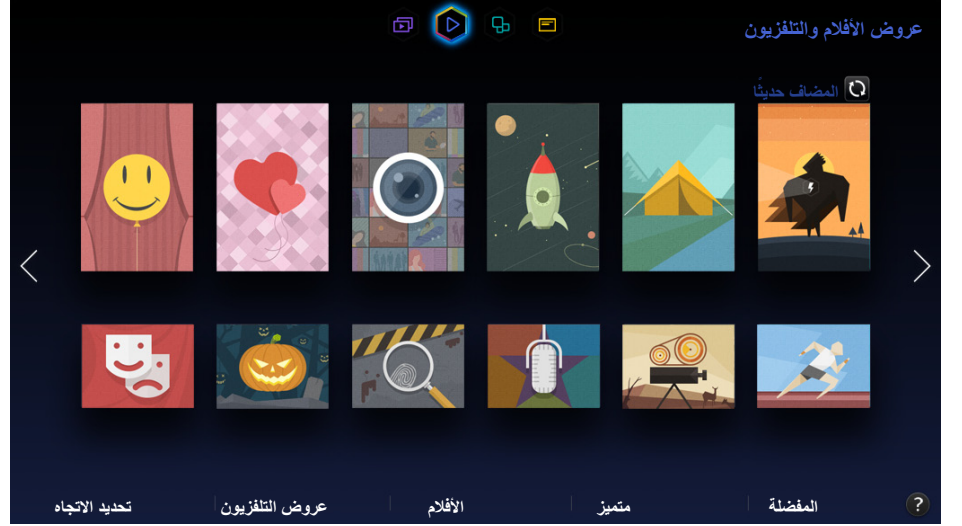 عروض الأفلام والتلفزيون
المضاف حديثًا
المفضلة
متميز
الأفلام
عروض التلفزيون
تحديد الاتجاه
?